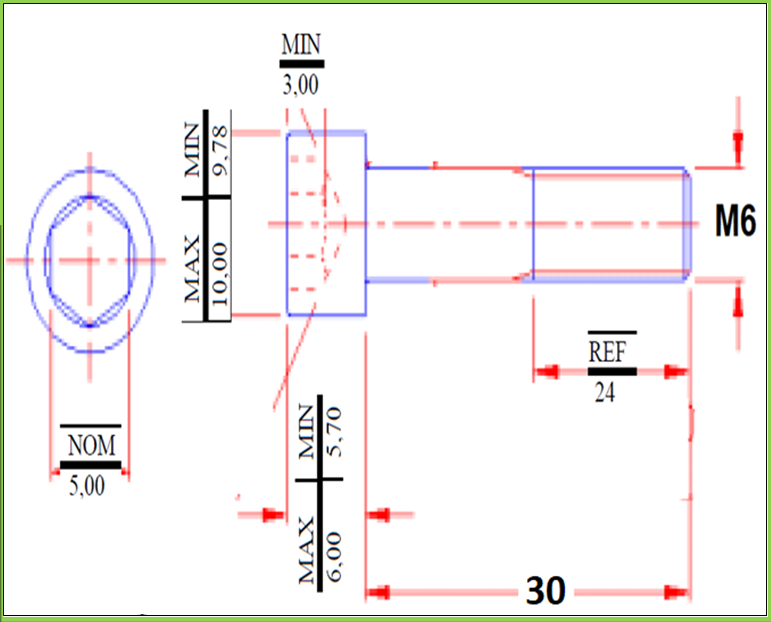 MIN
3,00
MIN
9,78
MAX
10,00
M6
REF
24
NOM
5,00
MIN
5,70
MAX
6,00
30